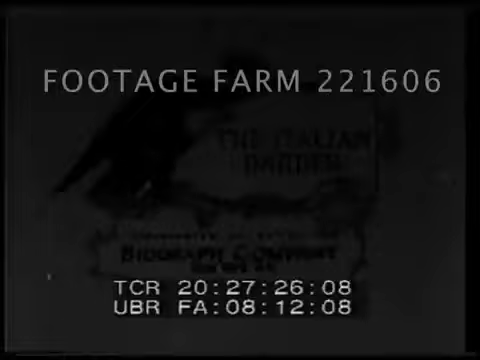 FOOTAGE FARM 221606
THE ITALIAN
BARBER
BIOGRAPH COMPANY
TCR 20:27:26:08
UBR FA:08:12:08